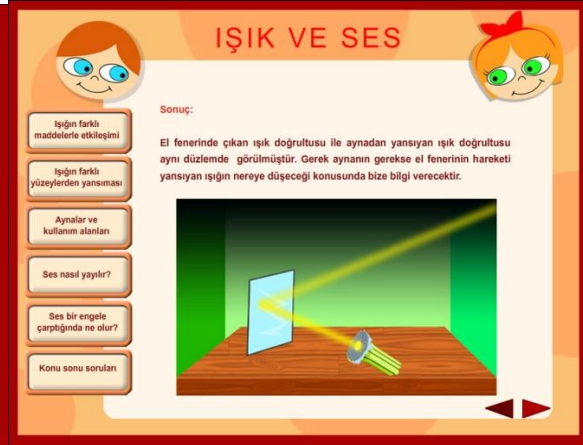 IŞIK VE SES
Işığın farklı
maddelerle etkileşimi
Işığın farklı
yüzeylerden yansıması
Aynalar ve
kullanım alanları
Ses nasıl yayılır?
Ses bir engele
çarptığında ne olur?
Konu sonu soruları
Sonuç:
El fenerinde çıkan ışık doğrultusu ile aynadan yansıyan ışık doğrultusu
aynı düzlemde görülmüştür. Gerek aynanın gerekse el fenerinin hareketi
yansıyan ışığın nereye düşeceği konusunda bize bilgi verecektir.